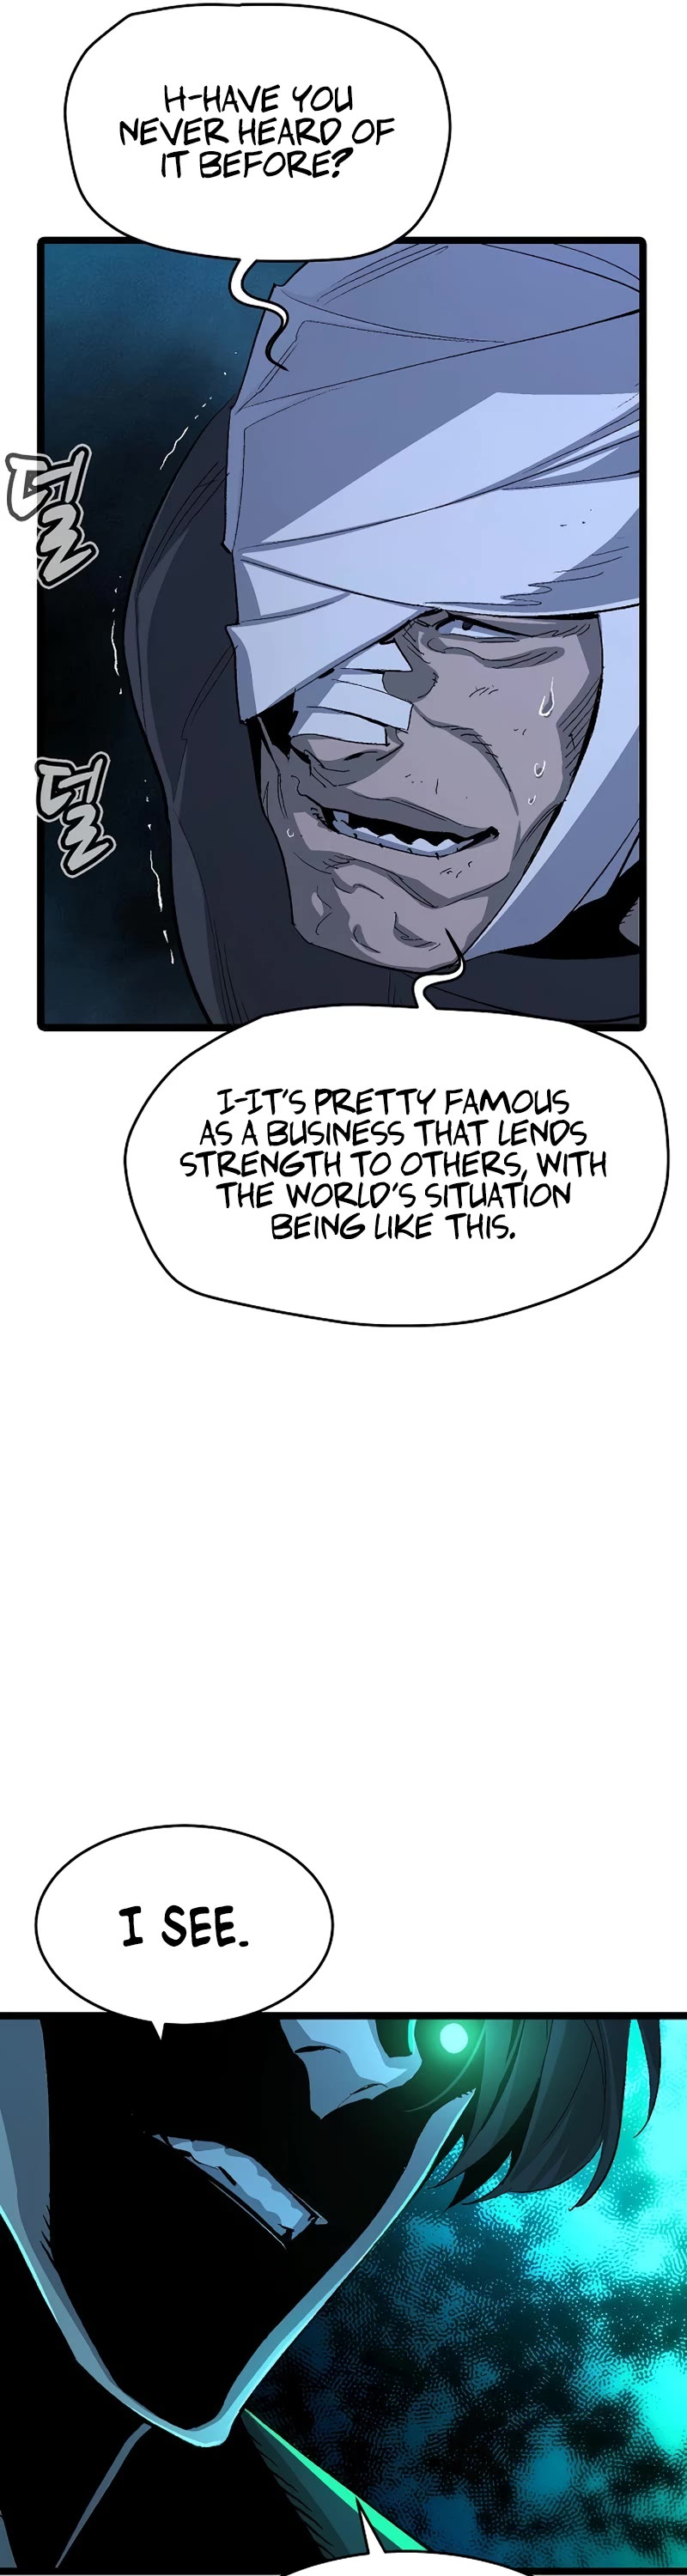 H-HAVE YOU
NEVER HEARD OF
IT BEFORE?
덜
덜
I-IT'S PRETTY FAMOUS
AS A BUSINESS THAT LENDS
STRENGTH TO OTHERS, WITH
THE WORLD'S SITUATION
BEING LIKE THIS.
I SEE.